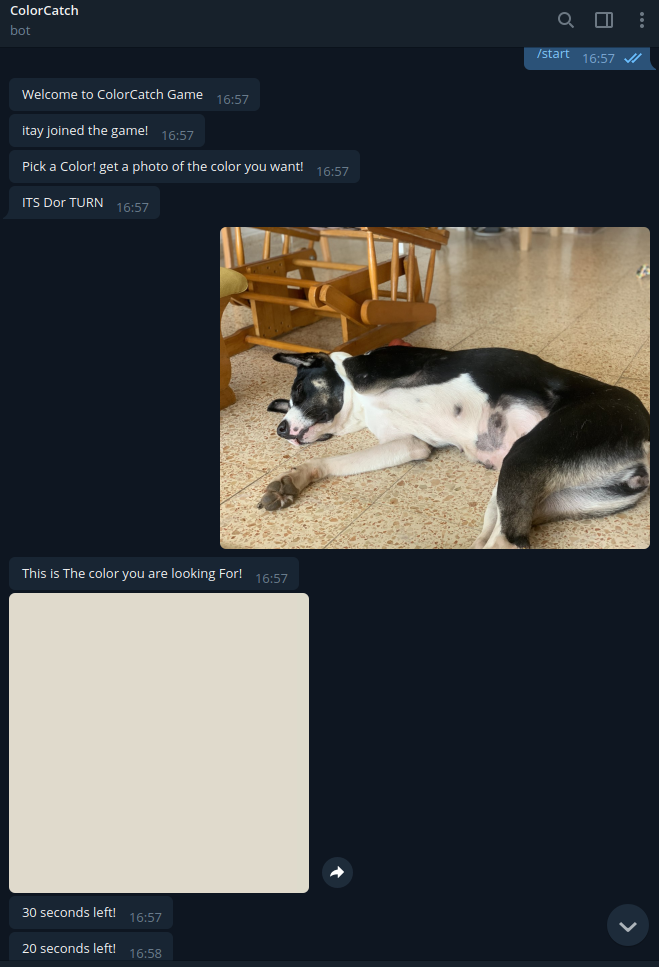 ColorCatch
bot
/start 16:57
Welcome to ColorCatch Game 16:57
itay joined the game! 16:57
Pick a Color! get a photo of the color you want! 16:57
ITS Dor TURN 16:57
This is The color you are looking For! 16:57
30 seconds left! 16:57
20 seconds left! 16:58